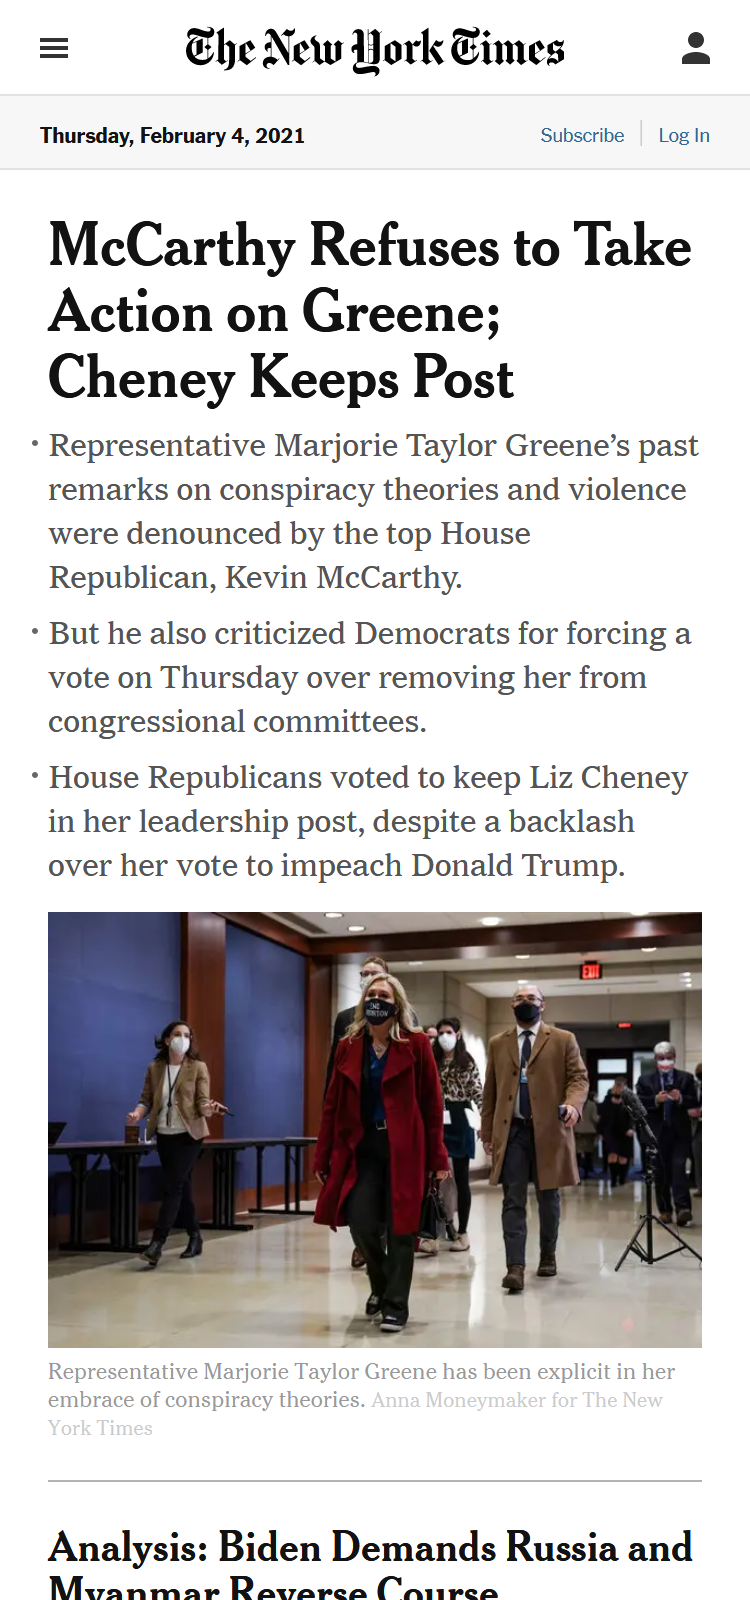 The New York Times
Thursday, February 4, 2021
Subscribe
Log In
McCarthy Refuses to Take
Action on Greene;
Cheney Keeps Post
• Representative Marjorie Taylor Greene’s past
remarks on conspiracy theories and violence
were denounced by the top House
Republican, Kevin McCarthy.
• But he also criticized Democrats for forcing a
vote on Thursday over removing her from
congressional committees.
• House Republicans voted to keep Liz Cheney
in her leadership post, despite a backlash
over her vote to impeach Donald Trump.
EXIT
END
ABORTION
Representative Marjorie Taylor Greene has been explicit in her
embrace of conspiracy theories. Anna Moneymaker for The New
York Times
Analysis: Biden Demands Russia and
Myanmar Reverse Course